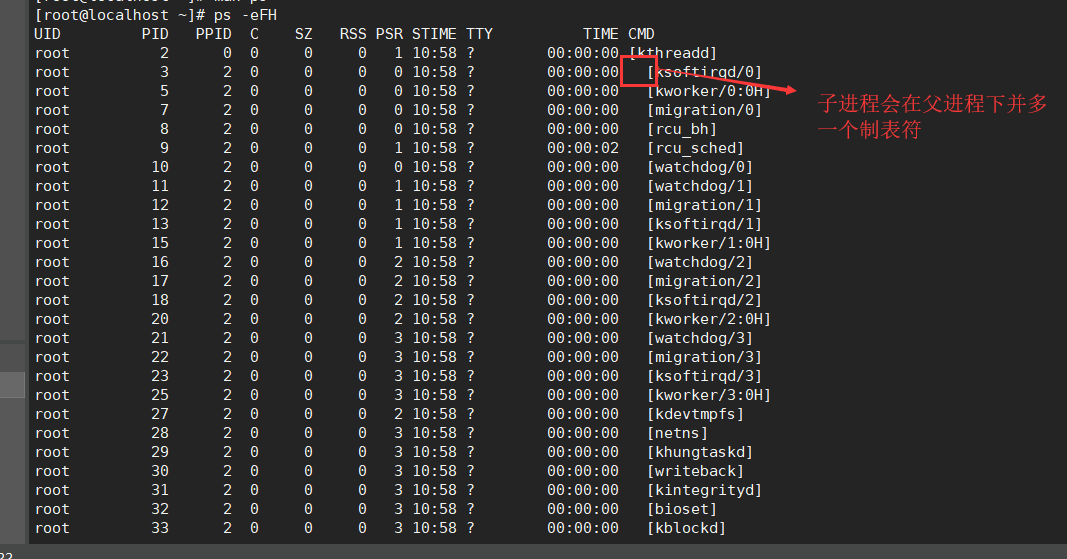 [root@localhost ~]# man ps
[root@localhost ~]# ps -eFH
UID        PID   PPID  C    SZ   RSS PSR STIME TTY          TIME CMD
root         2      0  0     0     0   1 10:58 ?        00:00:00 [kthreadd]
root         3      2  0     0     0   0 10:58 ?        00:00:00   [ksoftirqd/0]
root         5      2  0     0     0   0 10:58 ?        00:00:00   [kworker/0:0H]
root         7      2  0     0     0   0 10:58 ?        00:00:00   [migration/0]
root         8      2  0     0     0   0 10:58 ?        00:00:00   [rcu_bh]
root         9      2  0     0     0   1 10:58 ?        00:00:02   [rcu_sched]
root        10      2  0     0     0   0 10:58 ?        00:00:00   [watchdog/0]
root        11      2  0     0     0   1 10:58 ?        00:00:00   [watchdog/1]
root        12      2  0     0     0   1 10:58 ?        00:00:00   [migration/1]
root        13      2  0     0     0   1 10:58 ?        00:00:00   [ksoftirqd/1]
root        15      2  0     0     0   1 10:58 ?        00:00:00   [kworker/1:0H]
root        16      2  0     0     0   2 10:58 ?        00:00:00   [watchdog/2]
root        17      2  0     0     0   2 10:58 ?        00:00:00   [migration/2]
root        18      2  0     0     0   2 10:58 ?        00:00:00   [ksoftirqd/2]
root        20      2  0     0     0   2 10:58 ?        00:00:00   [kworker/2:0H]
root        21      2  0     0     0   3 10:58 ?        00:00:00   [watchdog/3]
root        22      2  0     0     0   3 10:58 ?        00:00:00   [migration/3]
root        23      2  0     0     0   3 10:58 ?        00:00:00   [ksoftirqd/3]
root        25      2  0     0     0   3 10:58 ?        00:00:00   [kworker/3:0H]
root        27      2  0     0     0   2 10:58 ?        00:00:00   [kdevtmpfs]
root        28      2  0     0     0   3 10:58 ?        00:00:00   [netns]
root        29      2  0     0     0   3 10:58 ?        00:00:00   [khungtaskd]
root        30      2  0     0     0   3 10:58 ?        00:00:00   [writeback]
root        31      2  0     0     0   3 10:58 ?        00:00:00   [kintegrityd]
root        32      2  0     0     0   3 10:58 ?        00:00:00   [bioset]
root        33      2  0     0     0   3 10:58 ?        00:00:00   [kblockd]
子进程会在父进程下并多
一个制表符